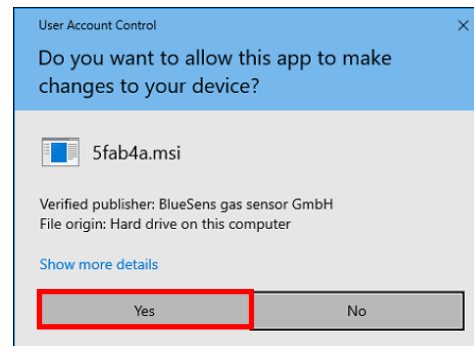 User Account Control
Do you want to allow this app to make
changes to your device?
5fab4a.msi
Verified publisher: BlueSens gas sensor GmbH
File origin: Hard drive on this computer
Show more details
Yes
No